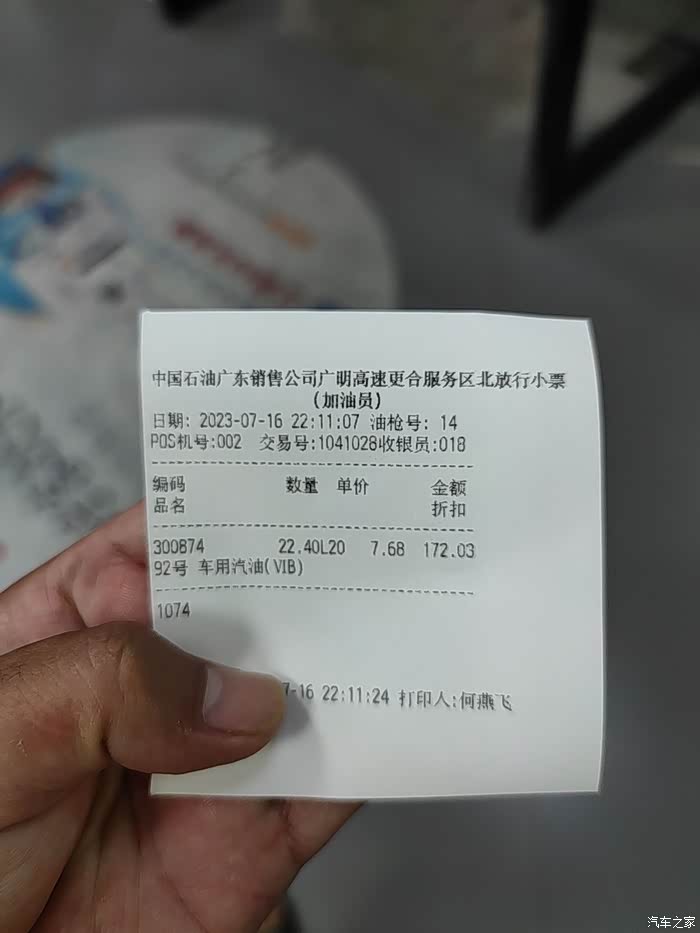 中国石油广东销售公司广明高速更合服务区北放行小票
(加油员)
日期: 2023-07-16 22:11:07 油枪号: 14
POS机号:002 交易号:1041028收银员:018
编码 数量 单价 金额
品名 折扣
300874 22.40L20 7.68 172.03
92号 车用汽油(VIB)
1074
7-16 22:11:24 打印人:何燕飞
汽车之家